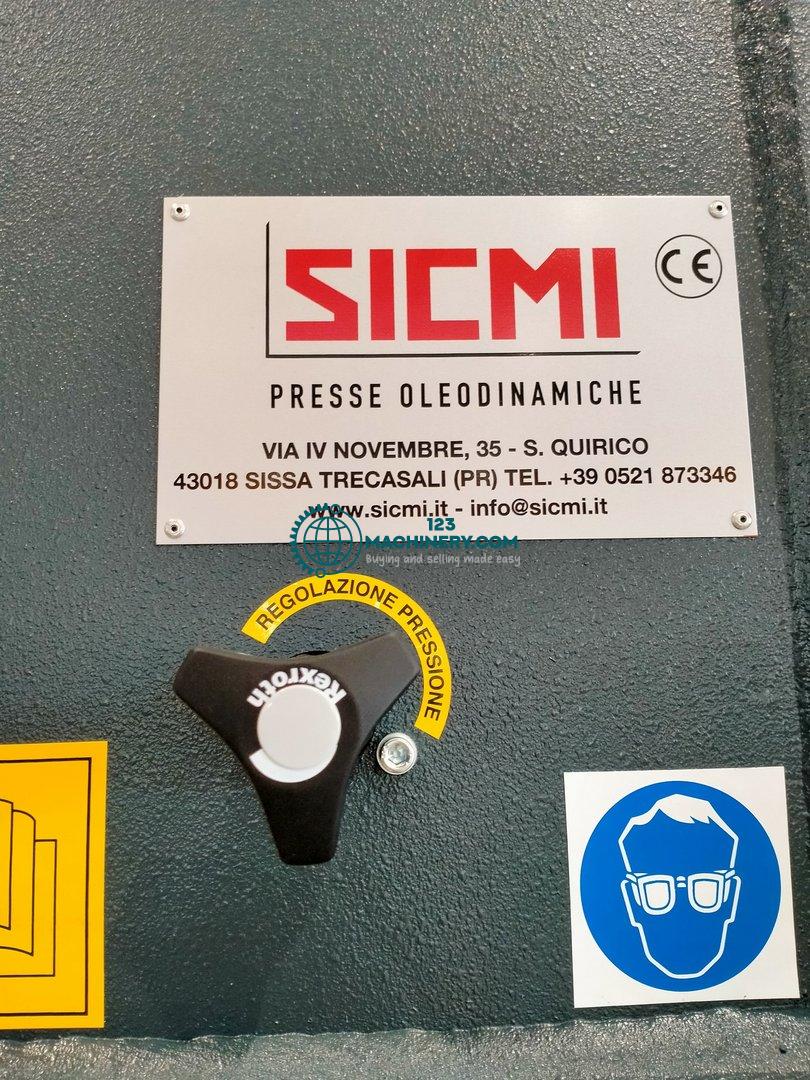 SICMI
CE
PRESSE OLEODINAMICHE
VIA IV NOVEMBRE, 35 - S. QUIRICO
43018 SISSA TRECASALI (PR) TEL. +39 0521 873346
www.sicmi.it - info@sicmi.it
123
MACHINERY.COM
Buying and selling made easy
REGOLAZIONE PRESSIONE
Rexroth